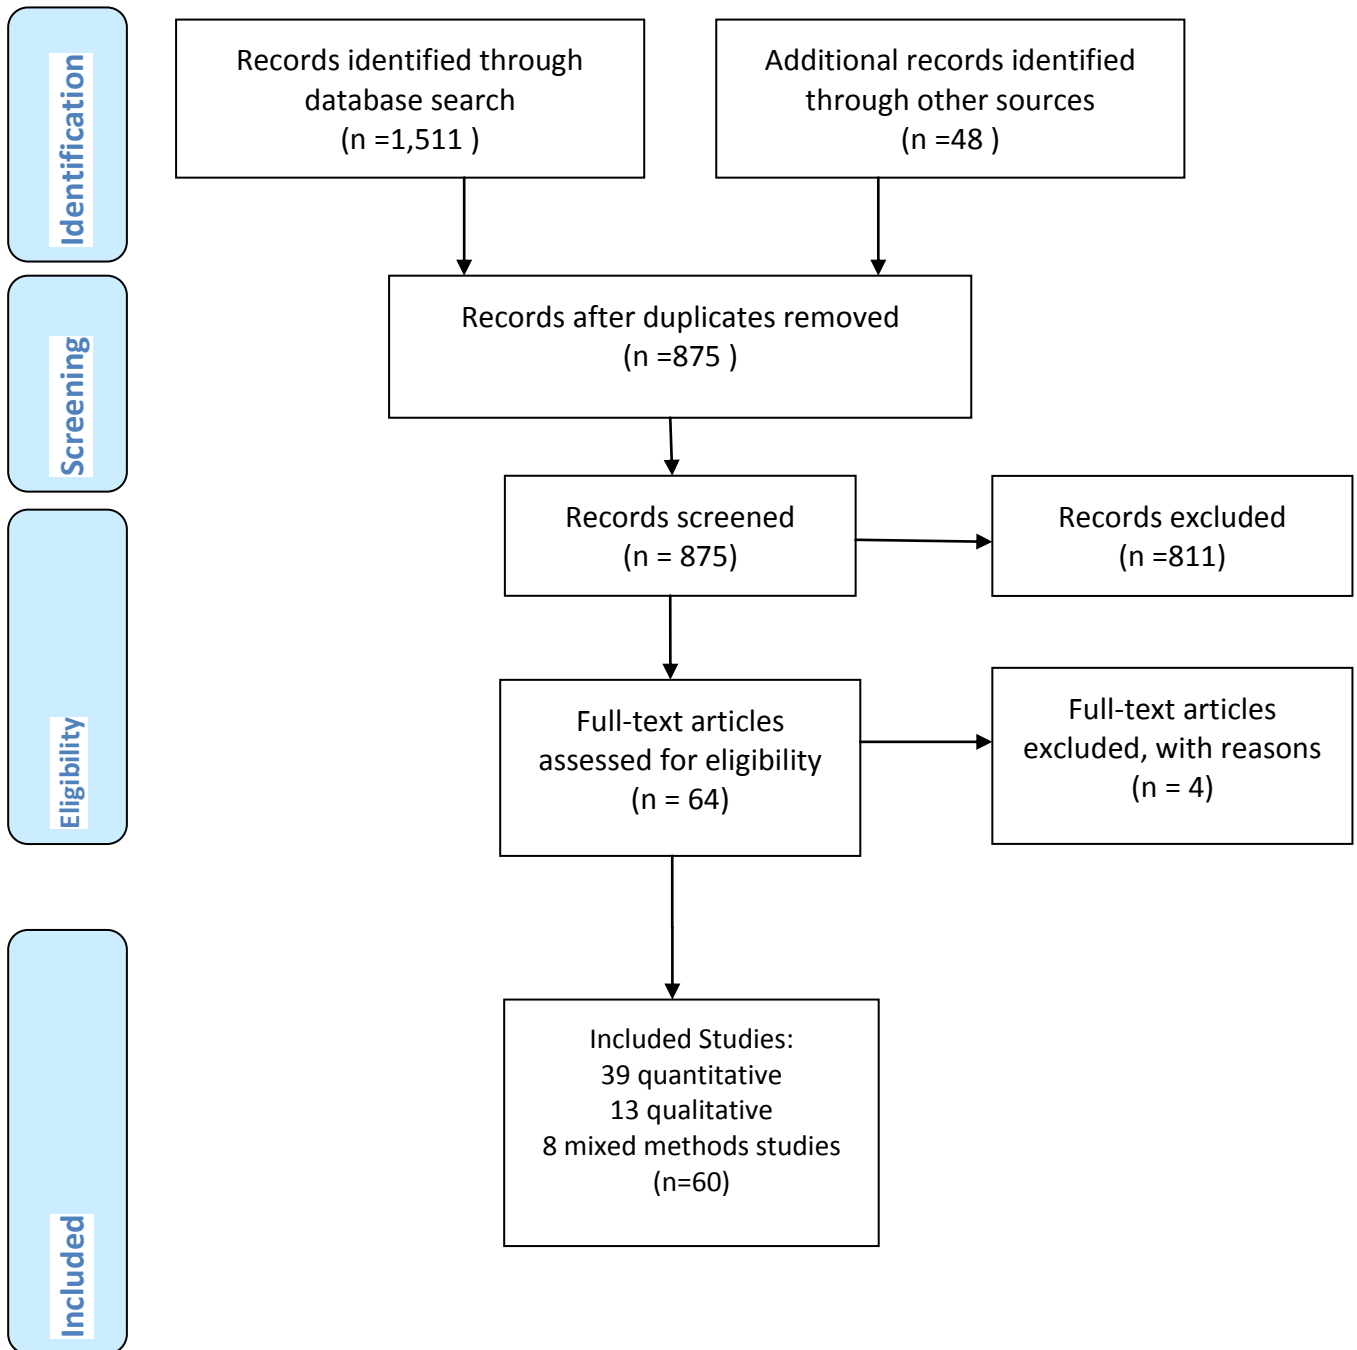 Identification
Records identified through
database search
(n =1,511 )
Additional records identified
through other sources
(n =48 )
Screening
Records after duplicates removed
(n =875 )
Records screened
(n = 875)
Records excluded
(n =811)
Eligibility
Full-text articles
assessed for eligibility
(n = 64)
Full-text articles
excluded, with reasons
(n = 4)
Included
Included Studies:
39 quantitative
13 qualitative
8 mixed methods studies
(n=60)